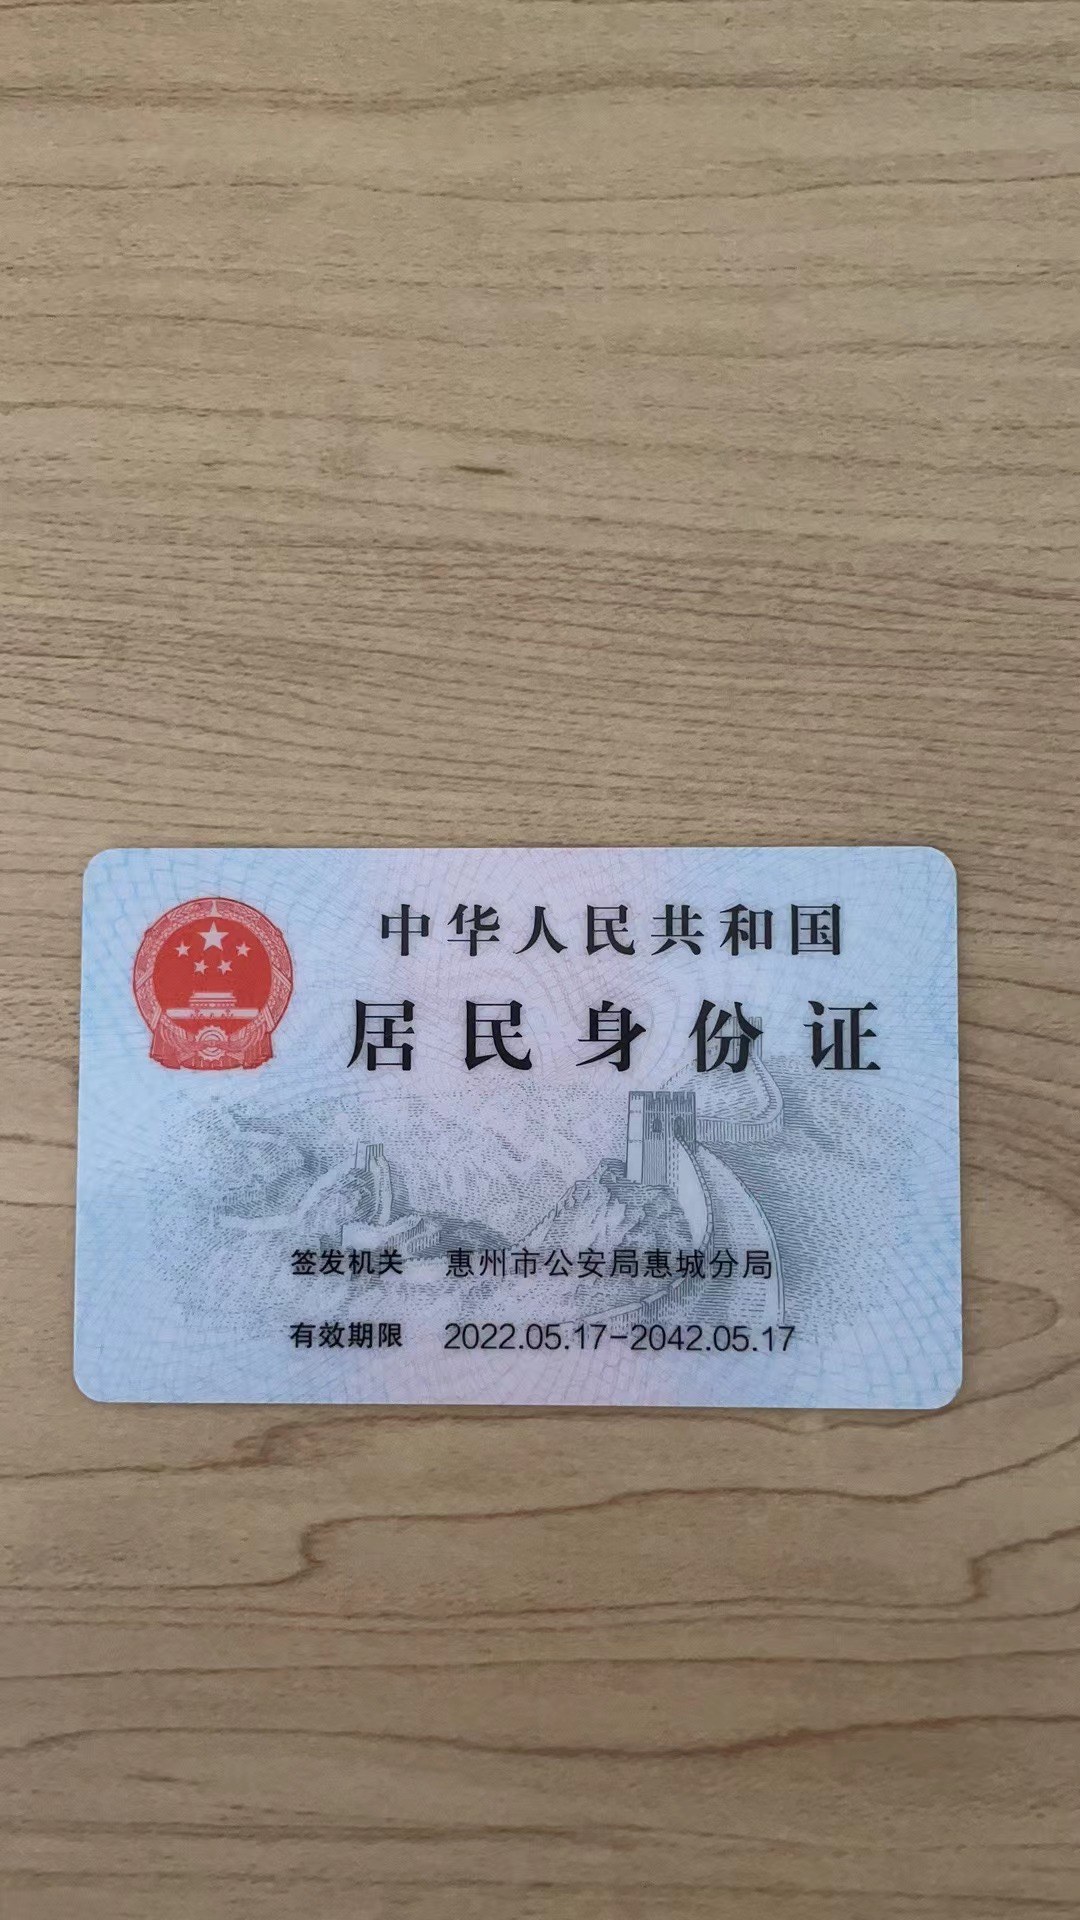 中华人民共和国
居民身份证
签发机关 惠州市公安局惠城分局
有效期限 2022.05.17-2042.05.17